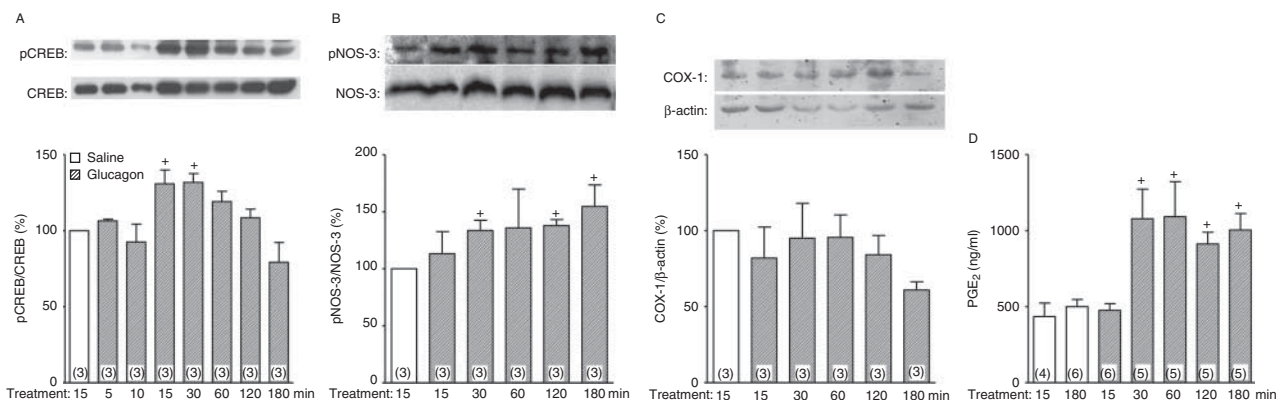 A
pCREB:
CREB:
pCREB/CREB (%)
150
100
50
0
Saline
Glucagon
+ +
(3) (3) (3) (3) (3) (3) (3) (3)
Treatment: 15 5 10 15 30 60 120 180 min
B
pNOS-3:
NOS-3:
pNOS-3/NOS-3 (%)
200
150
100
50
0
+ + +
(3) (3) (3) (3) (3) (3)
Treatment: 15 15 30 60 120 180 min
C
COX-1:
β-actin:
COX-1/β-actin (%)
150
100
50
0
(3) (3) (3) (3) (3) (3)
Treatment: 15 15 30 60 120 180 min
D
PGE2 (ng/ml)
1500
1000
500
0
+ + + +
(4) (6) (6) (5) (5) (5) (5)
Treatment: 15 180 15 30 60 120 180 min